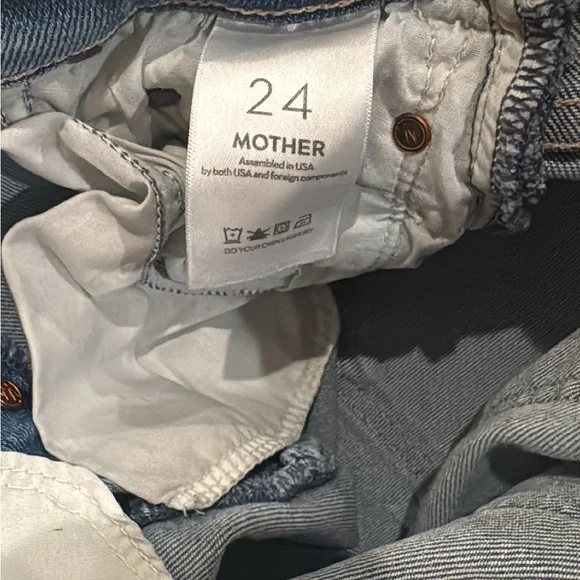 24
MOTHER
Assembled in USA
by both USA and foreign components
DO YOUR OWN LAUNDRY